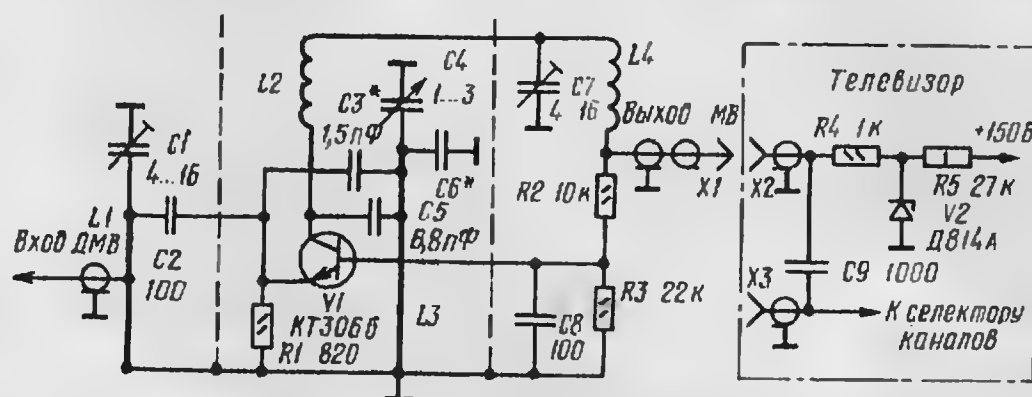 L1
Вход ДМВ
C1
4...16
C2
100
L2
C3*
1,5пФ
C4
1...3
C6*
C5
6,8пФ
V1
КТ306Б
R1 820
L3
C7
4 16
L4
Выход МВ
X1
R2 10к
R3 22к
C8
100
Телевизор
X2
R4 1к
+150В
R5 27к
V2
Д814А
C9 1000
X3
К селектору
каналов